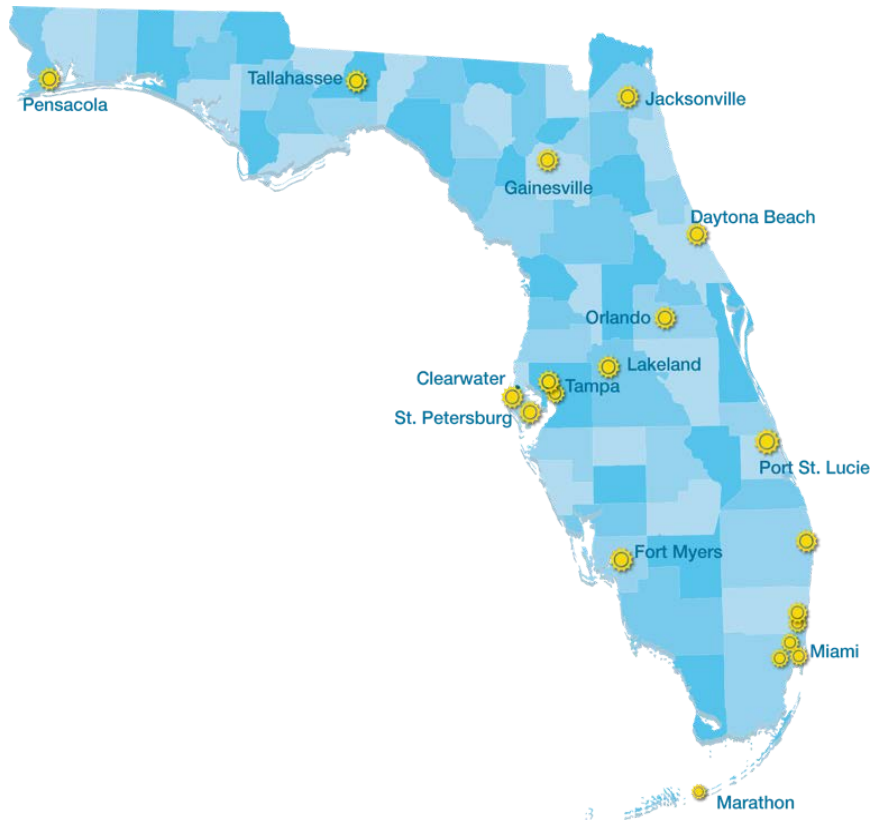 Tallahassee
Pensacola
Jacksonville
Gainesville
Daytona Beach
Orlando
Lakeland
Clearwater
Tampa
St. Petersburg
Port St. Lucie
Fort Myers
Miami
Marathon